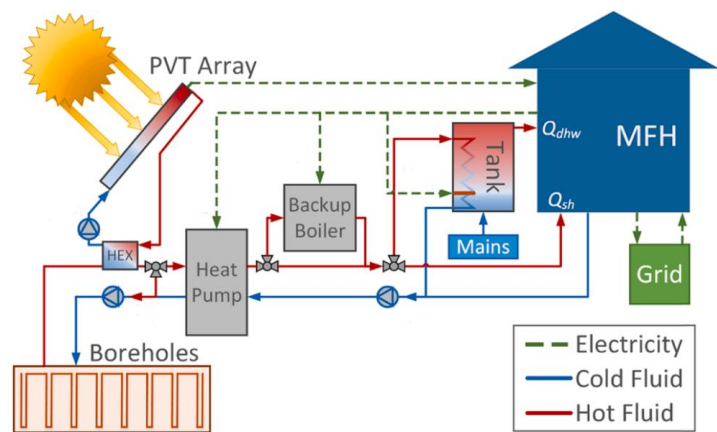 PVT Array
Q_dhw
MFH
Tank
Backup
Boiler
Q_sh
HEX
Mains
Heat
Pump
Grid
Boreholes
Electricity
Cold Fluid
Hot Fluid